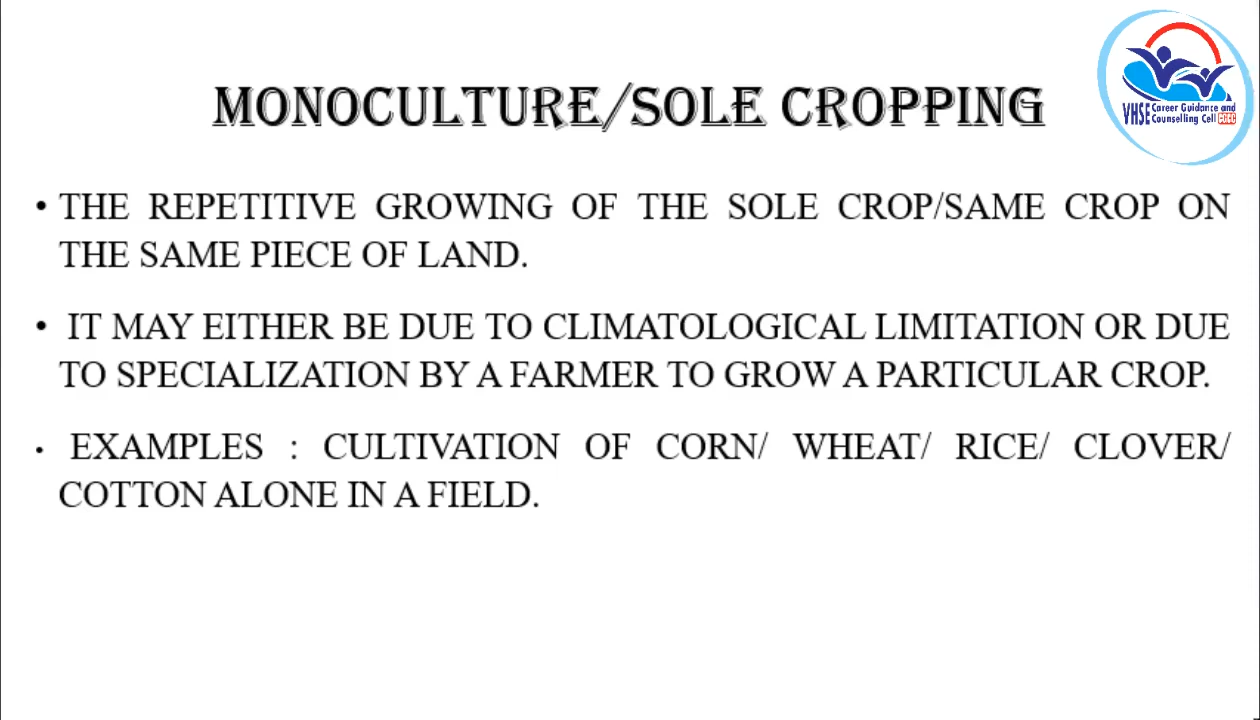 MONOCULTURE/SOLE CROPPING
VHSE Career Guidance and
Counselling Cell CGCC
• THE REPETITIVE GROWING OF THE SOLE CROP/SAME CROP ON
THE SAME PIECE OF LAND.
• IT MAY EITHER BE DUE TO CLIMATOLOGICAL LIMITATION OR DUE
TO SPECIALIZATION BY A FARMER TO GROW A PARTICULAR CROP.
• EXAMPLES : CULTIVATION OF CORN/ WHEAT/ RICE/ CLOVER/
COTTON ALONE IN A FIELD.